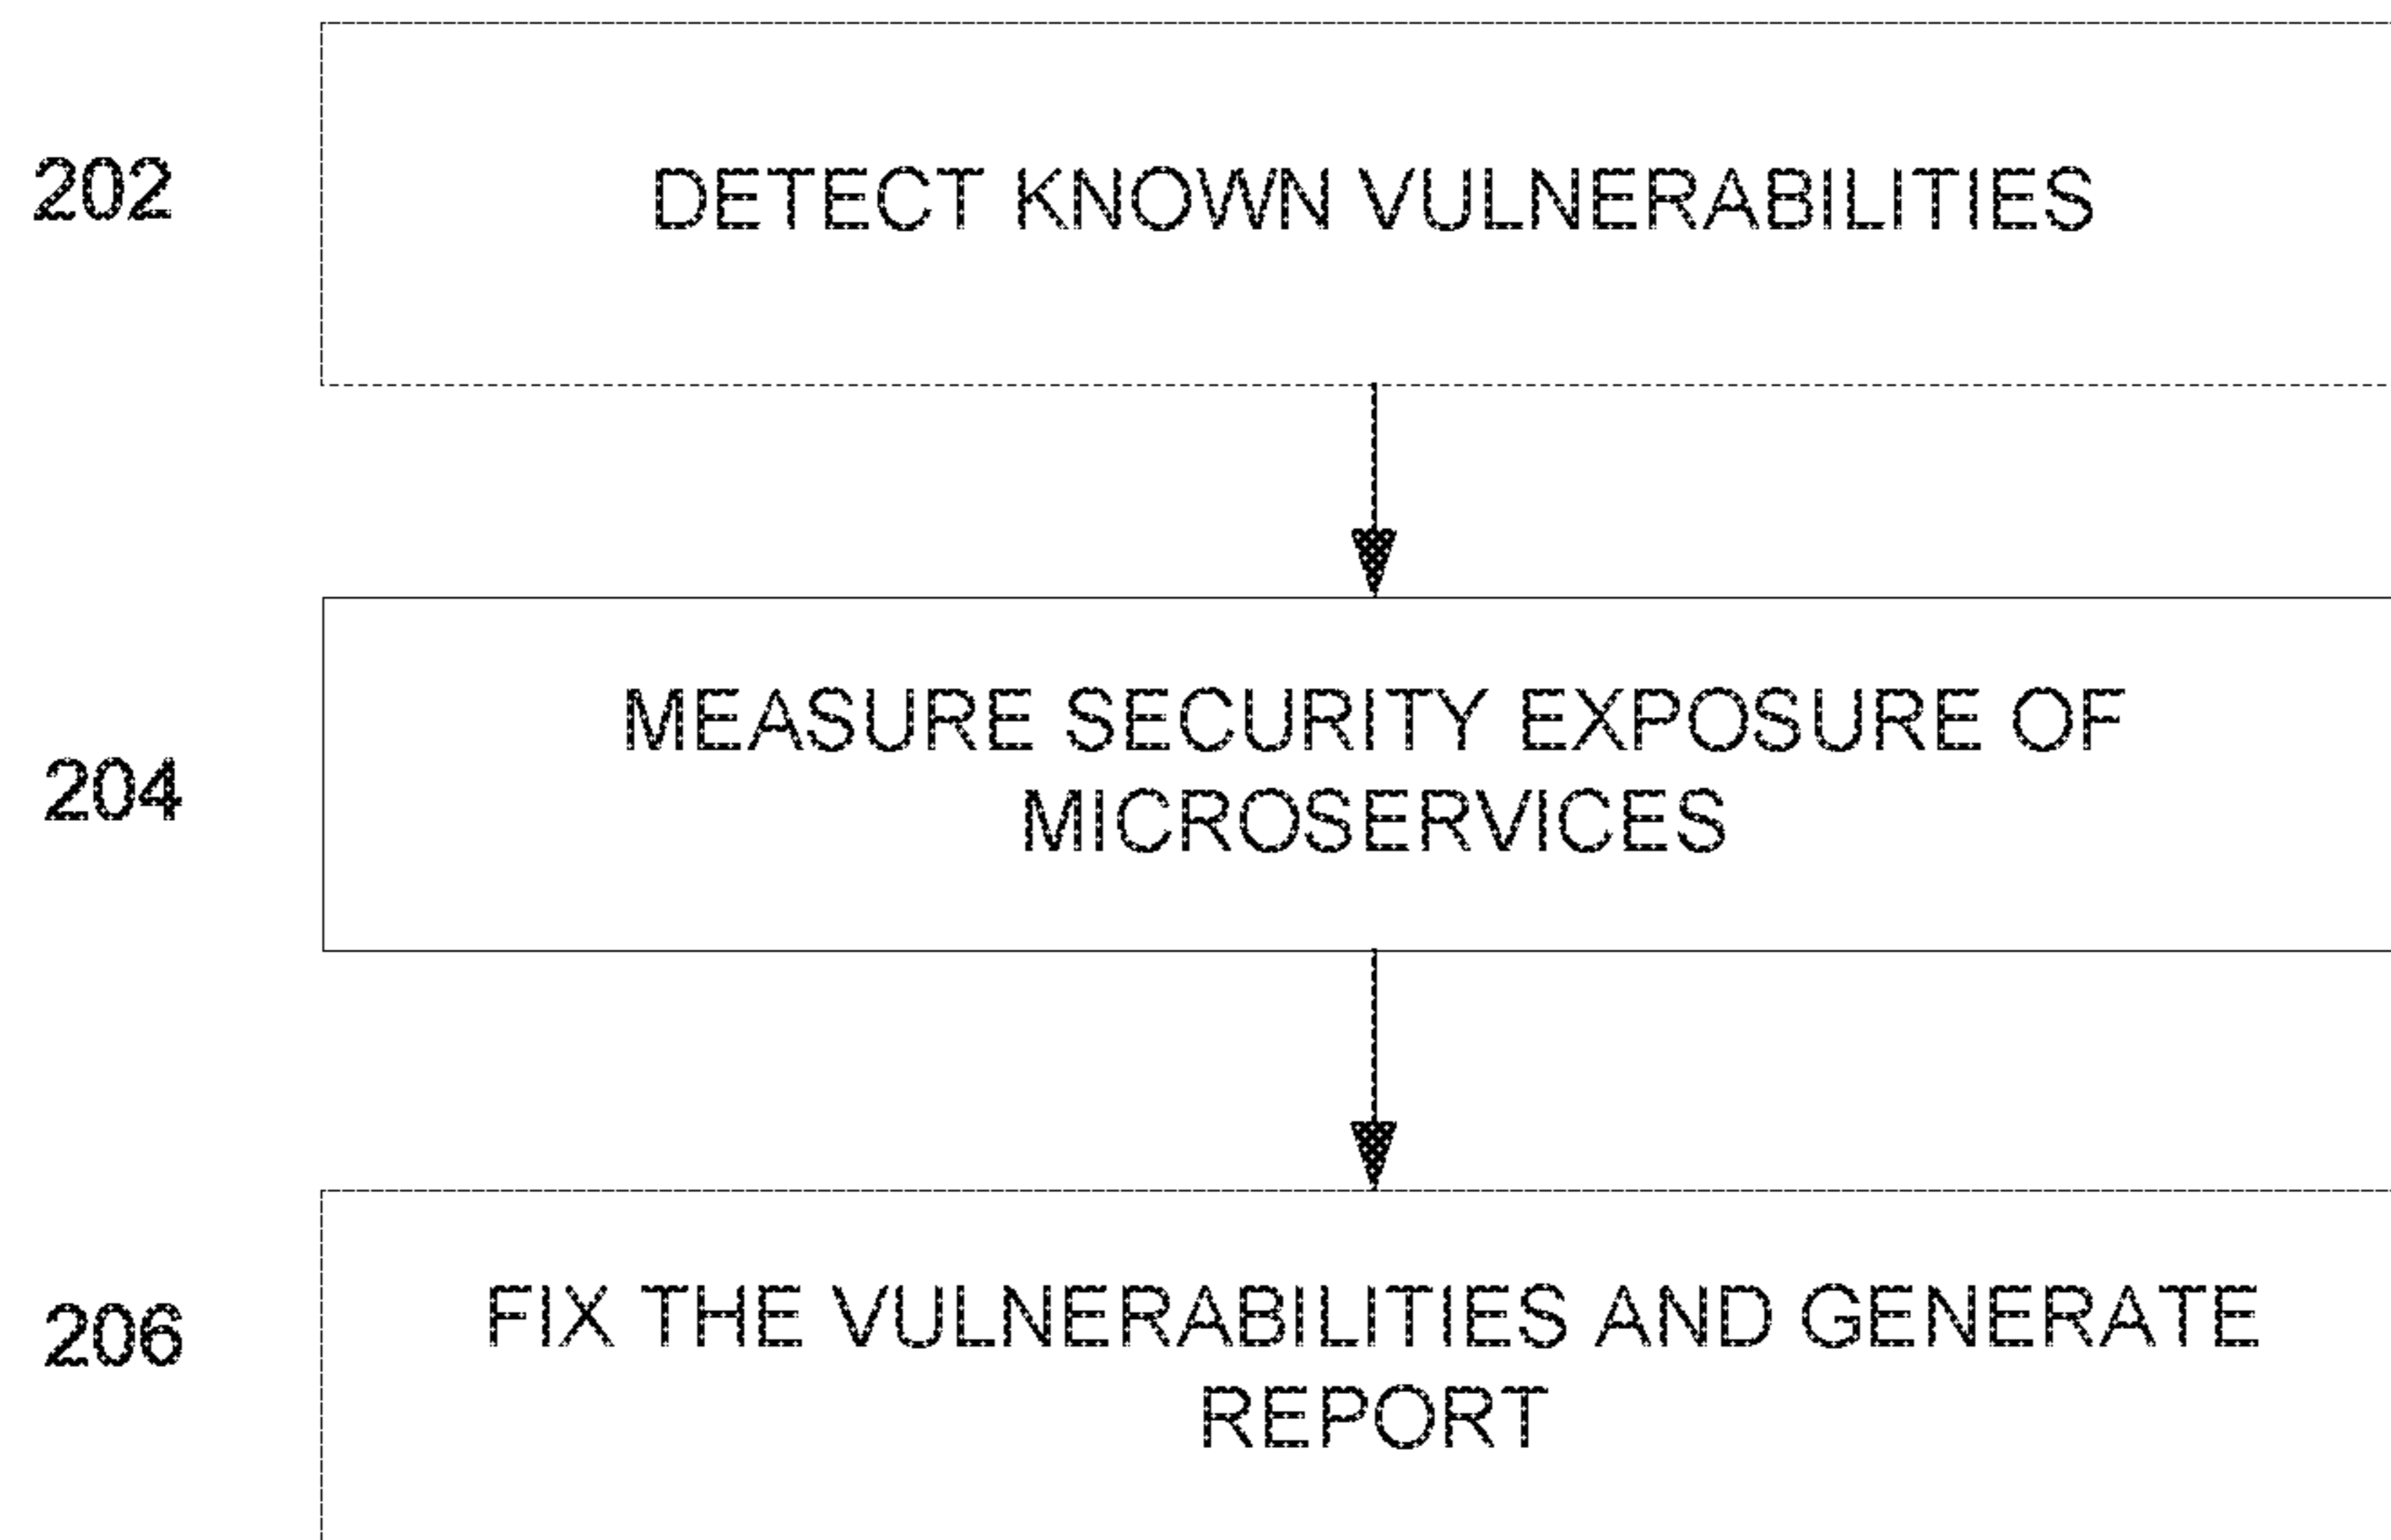 202
DETECT KNOWN VULNERABILITIES
204
MEASURE SECURITY EXPOSURE OF
MICROSERVICES
206
FIX THE VULNERABILITIES AND GENERATE
REPORT